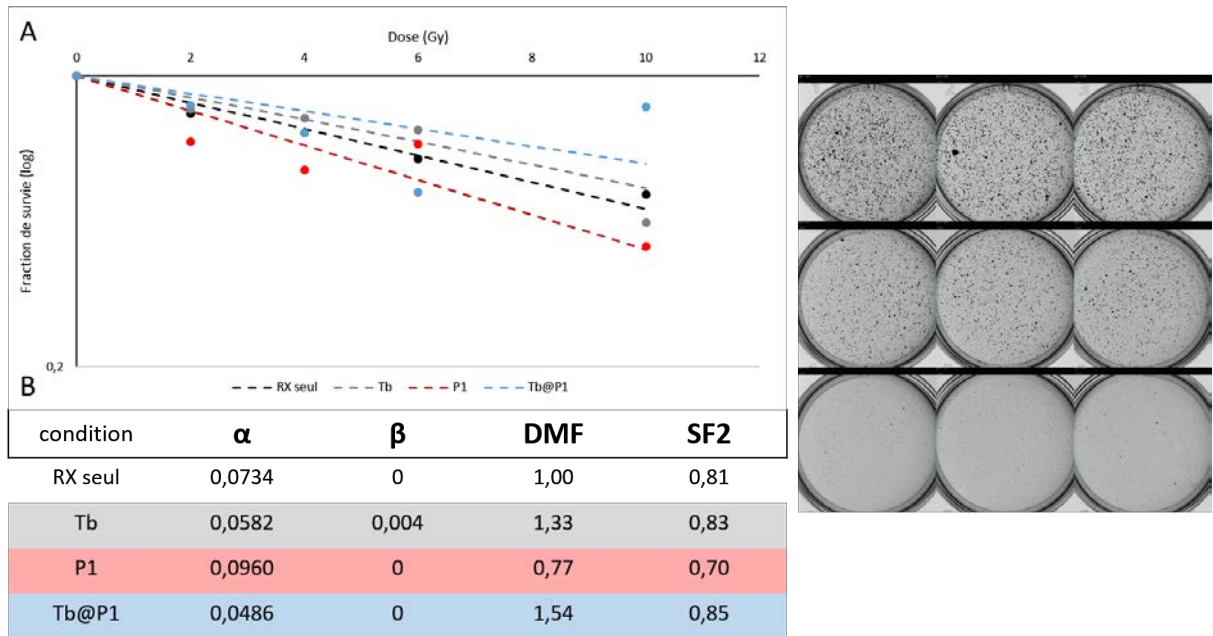 A
Dose (Gy)
0 2 4 6 8 10 12
Fraction de survie (log)
0,2
RX seul Tb P1 Tb@P1
B
condition α β DMF SF2
RX seul 0,0734 0 1,00 0,81
Tb 0,0582 0,004 1,33 0,83
P1 0,0960 0 0,77 0,70
Tb@P1 0,0486 0 1,54 0,85